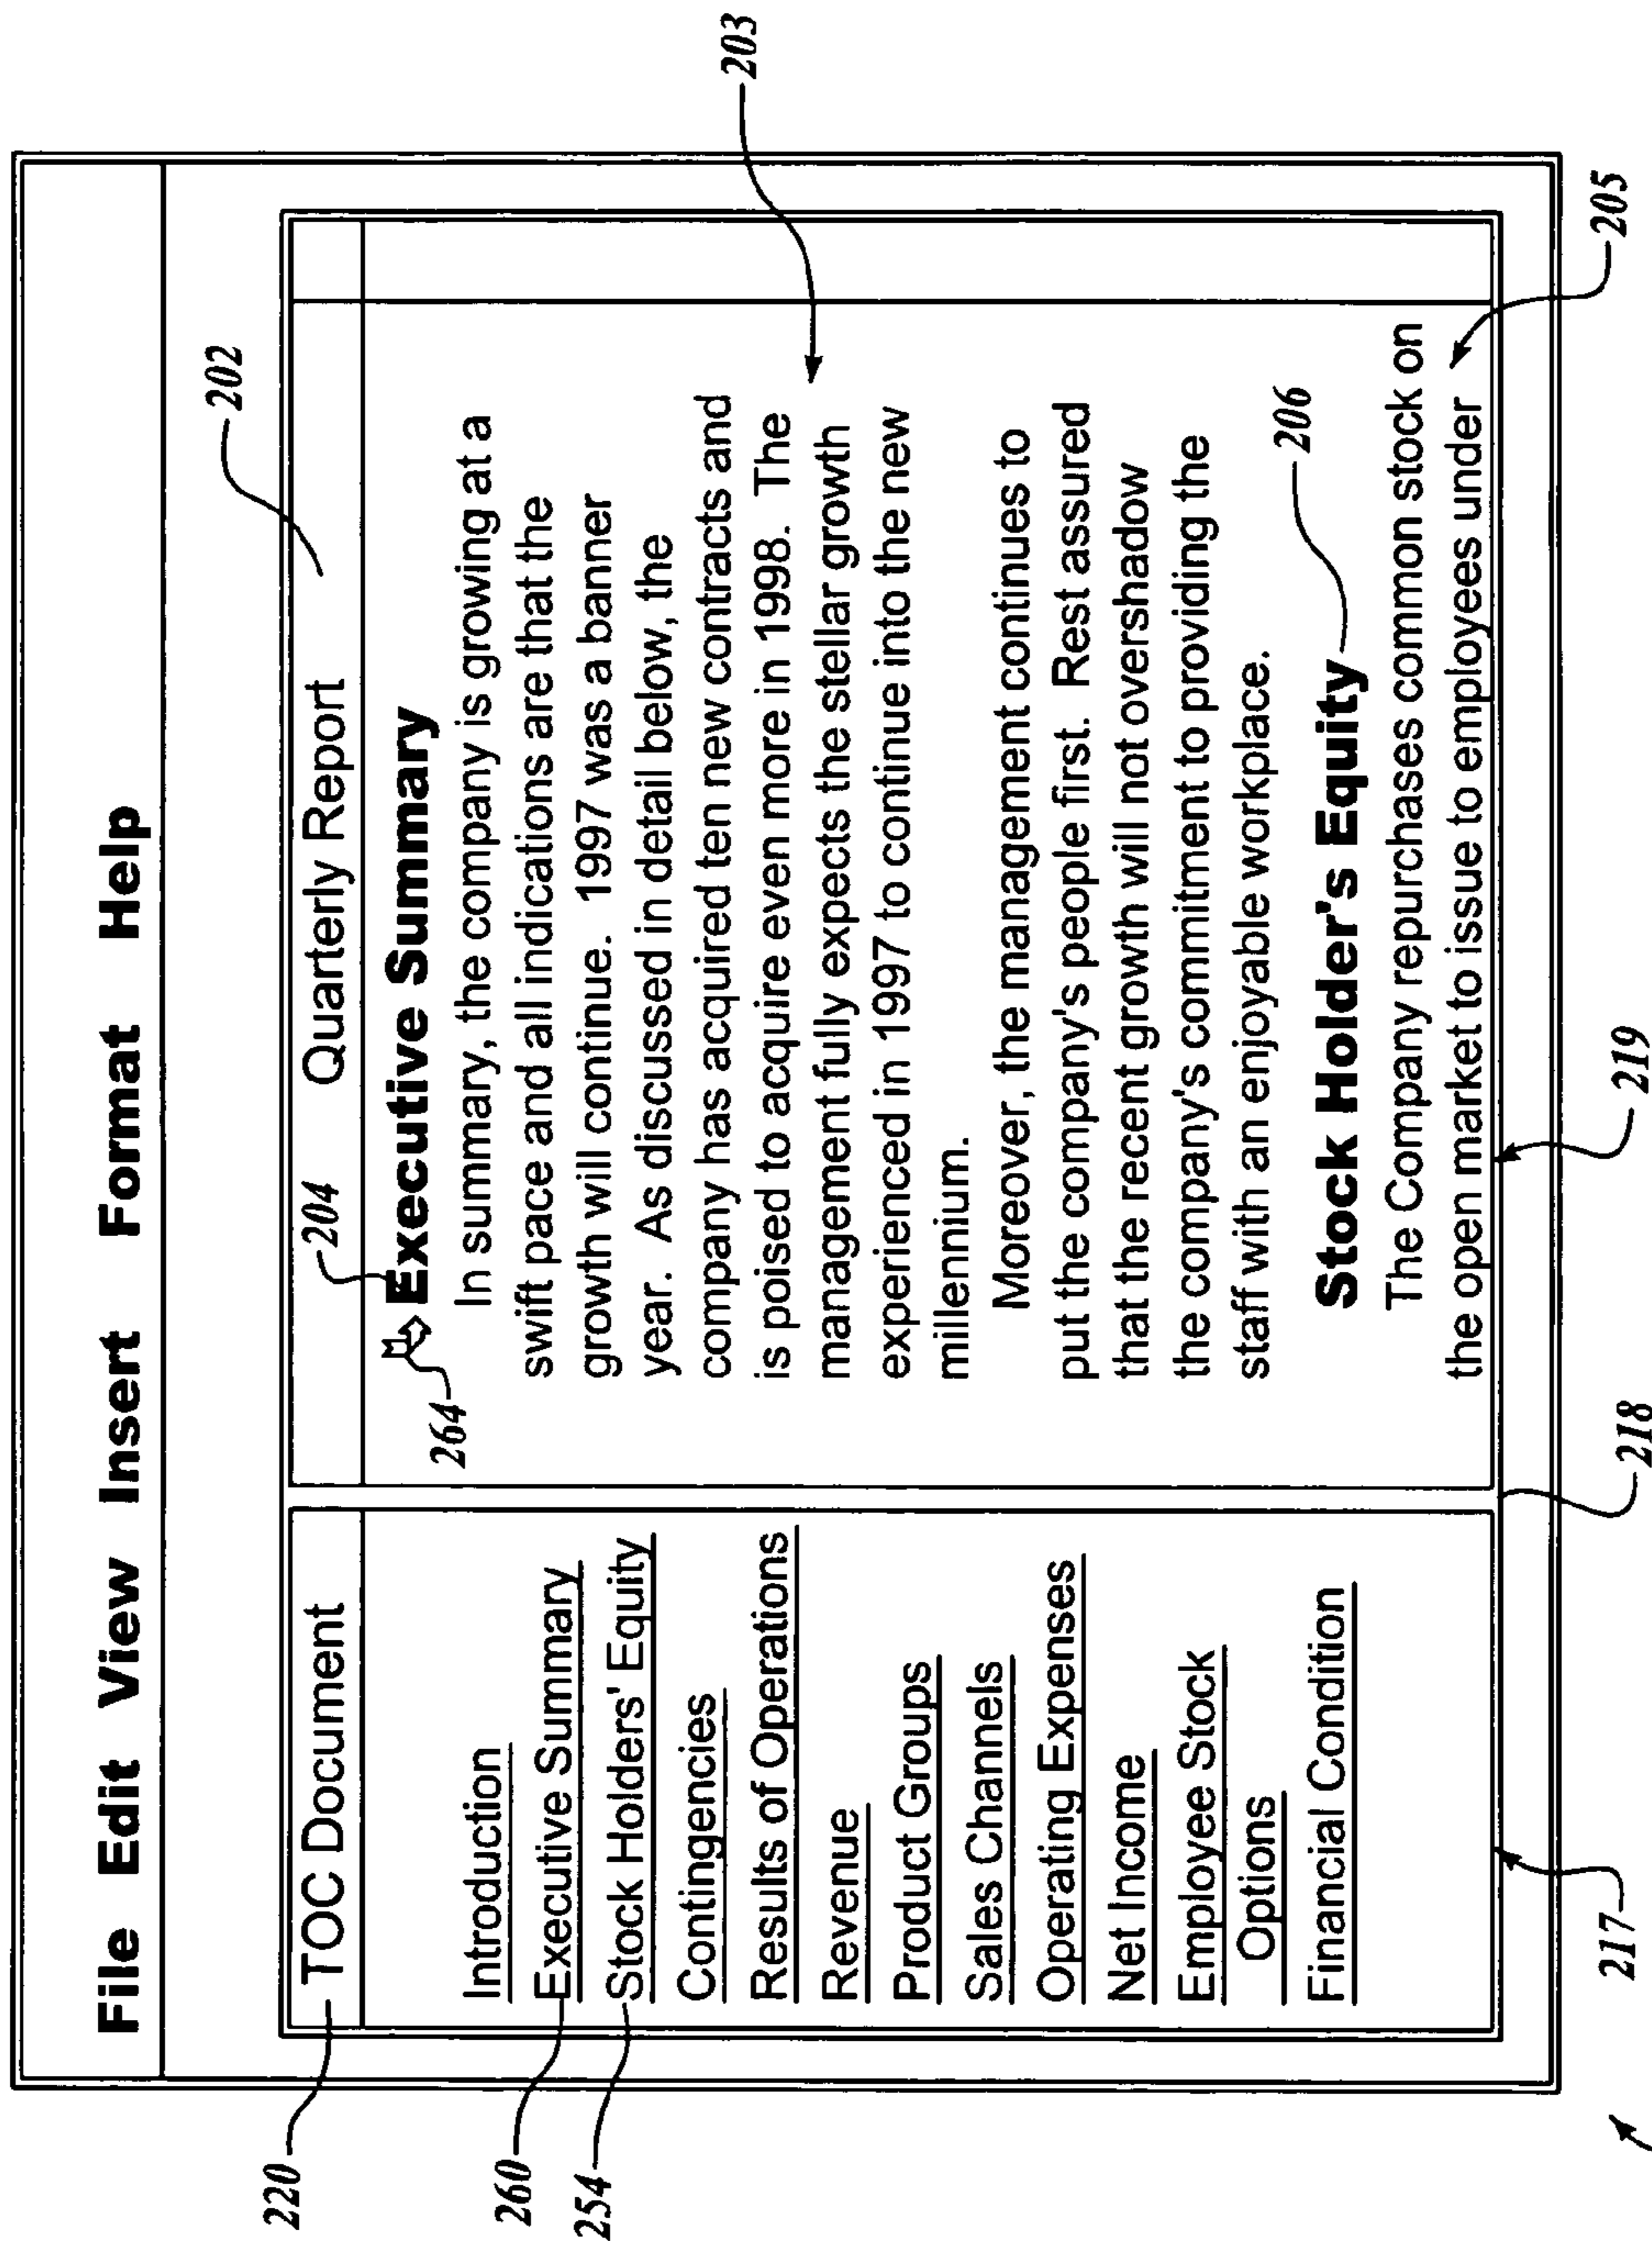 File Edit View Insert Format Help
220
TOC Document
204
Quarterly Report
202
260
254
Introduction
Executive Summary
Stock Holders' Equity
Contingencies
Results of Operations
Revenue
Product Groups
Sales Channels
Operating Expenses
Net Income
Employee Stock
Options
Financial Condition
264
Executive Summary
In summary, the company is growing at a
swift pace and all indications are that the
growth will continue. 1997 was a banner
year. As discussed in detail below, the
company has acquired ten new contracts and
is poised to acquire even more in 1998. The
management fully expects the stellar growth
experienced in 1997 to continue into the new
millennium.
203
Moreover, the management continues to
put the company's people first. Rest assured
that the recent growth will not overshadow
the company's commitment to providing the
staff with an enjoyable workplace.
Stock Holder's Equity
206
The Company repurchases common stock on
the open market to issue to employees under
205
217
218
219